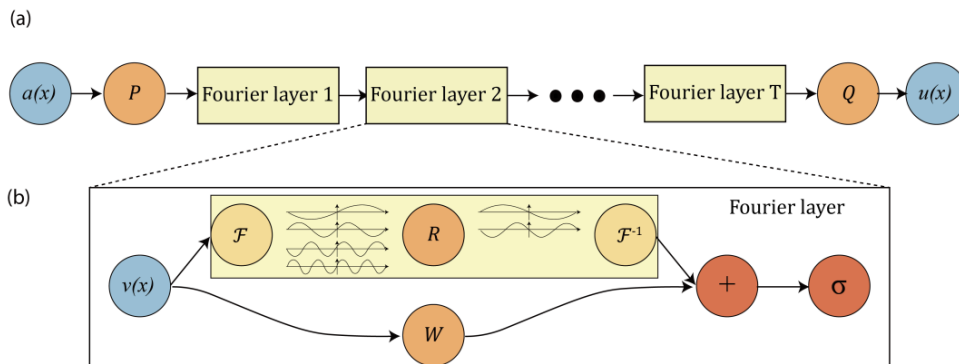 (a)
a(x) P Fourier layer 1 Fourier layer 2 Fourier layer T Q u(x)
(b)
Fourier layer
ℱ R ℱ⁻¹
v(x) + σ
W